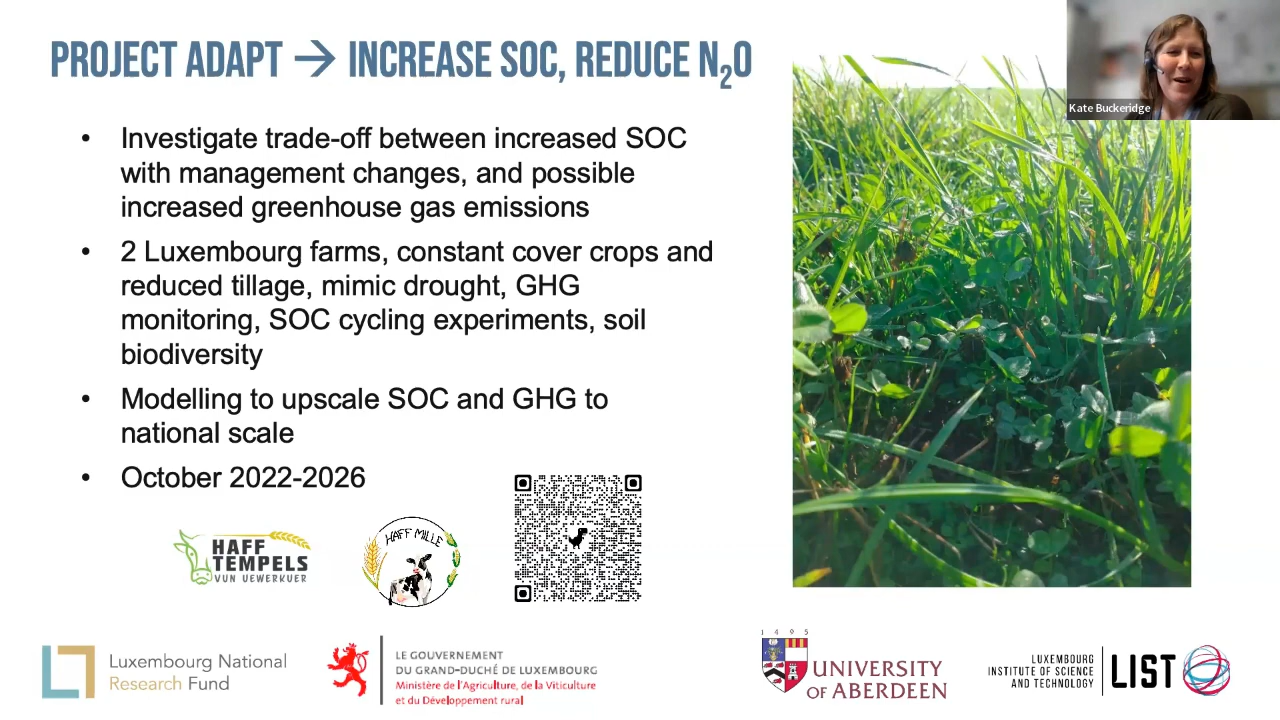 PROJECT ADAPT → INCREASE SOC, REDUCE N₂O
Kate Buckeridge
• Investigate trade-off between increased SOC
with management changes, and possible
increased greenhouse gas emissions
• 2 Luxembourg farms, constant cover crops and
reduced tillage, mimic drought, GHG
monitoring, SOC cycling experiments, soil
biodiversity
• Modelling to upscale SOC and GHG to
national scale
• October 2022-2026
HAFF
TEMPELS
VUN UEWERKUER
HAFF MILLE
Luxembourg National
Research Fund
LE GOUVERNEMENT
DU GRAND-DUCHÉ DE LUXEMBOURG
Ministère de l'Agriculture, de la Viticulture
et du Développement rural
1495
UNIVERSITY
OF ABERDEEN
LUXEMBOURG
INSTITUTE OF SCIENCE
AND TECHNOLOGY
LIST